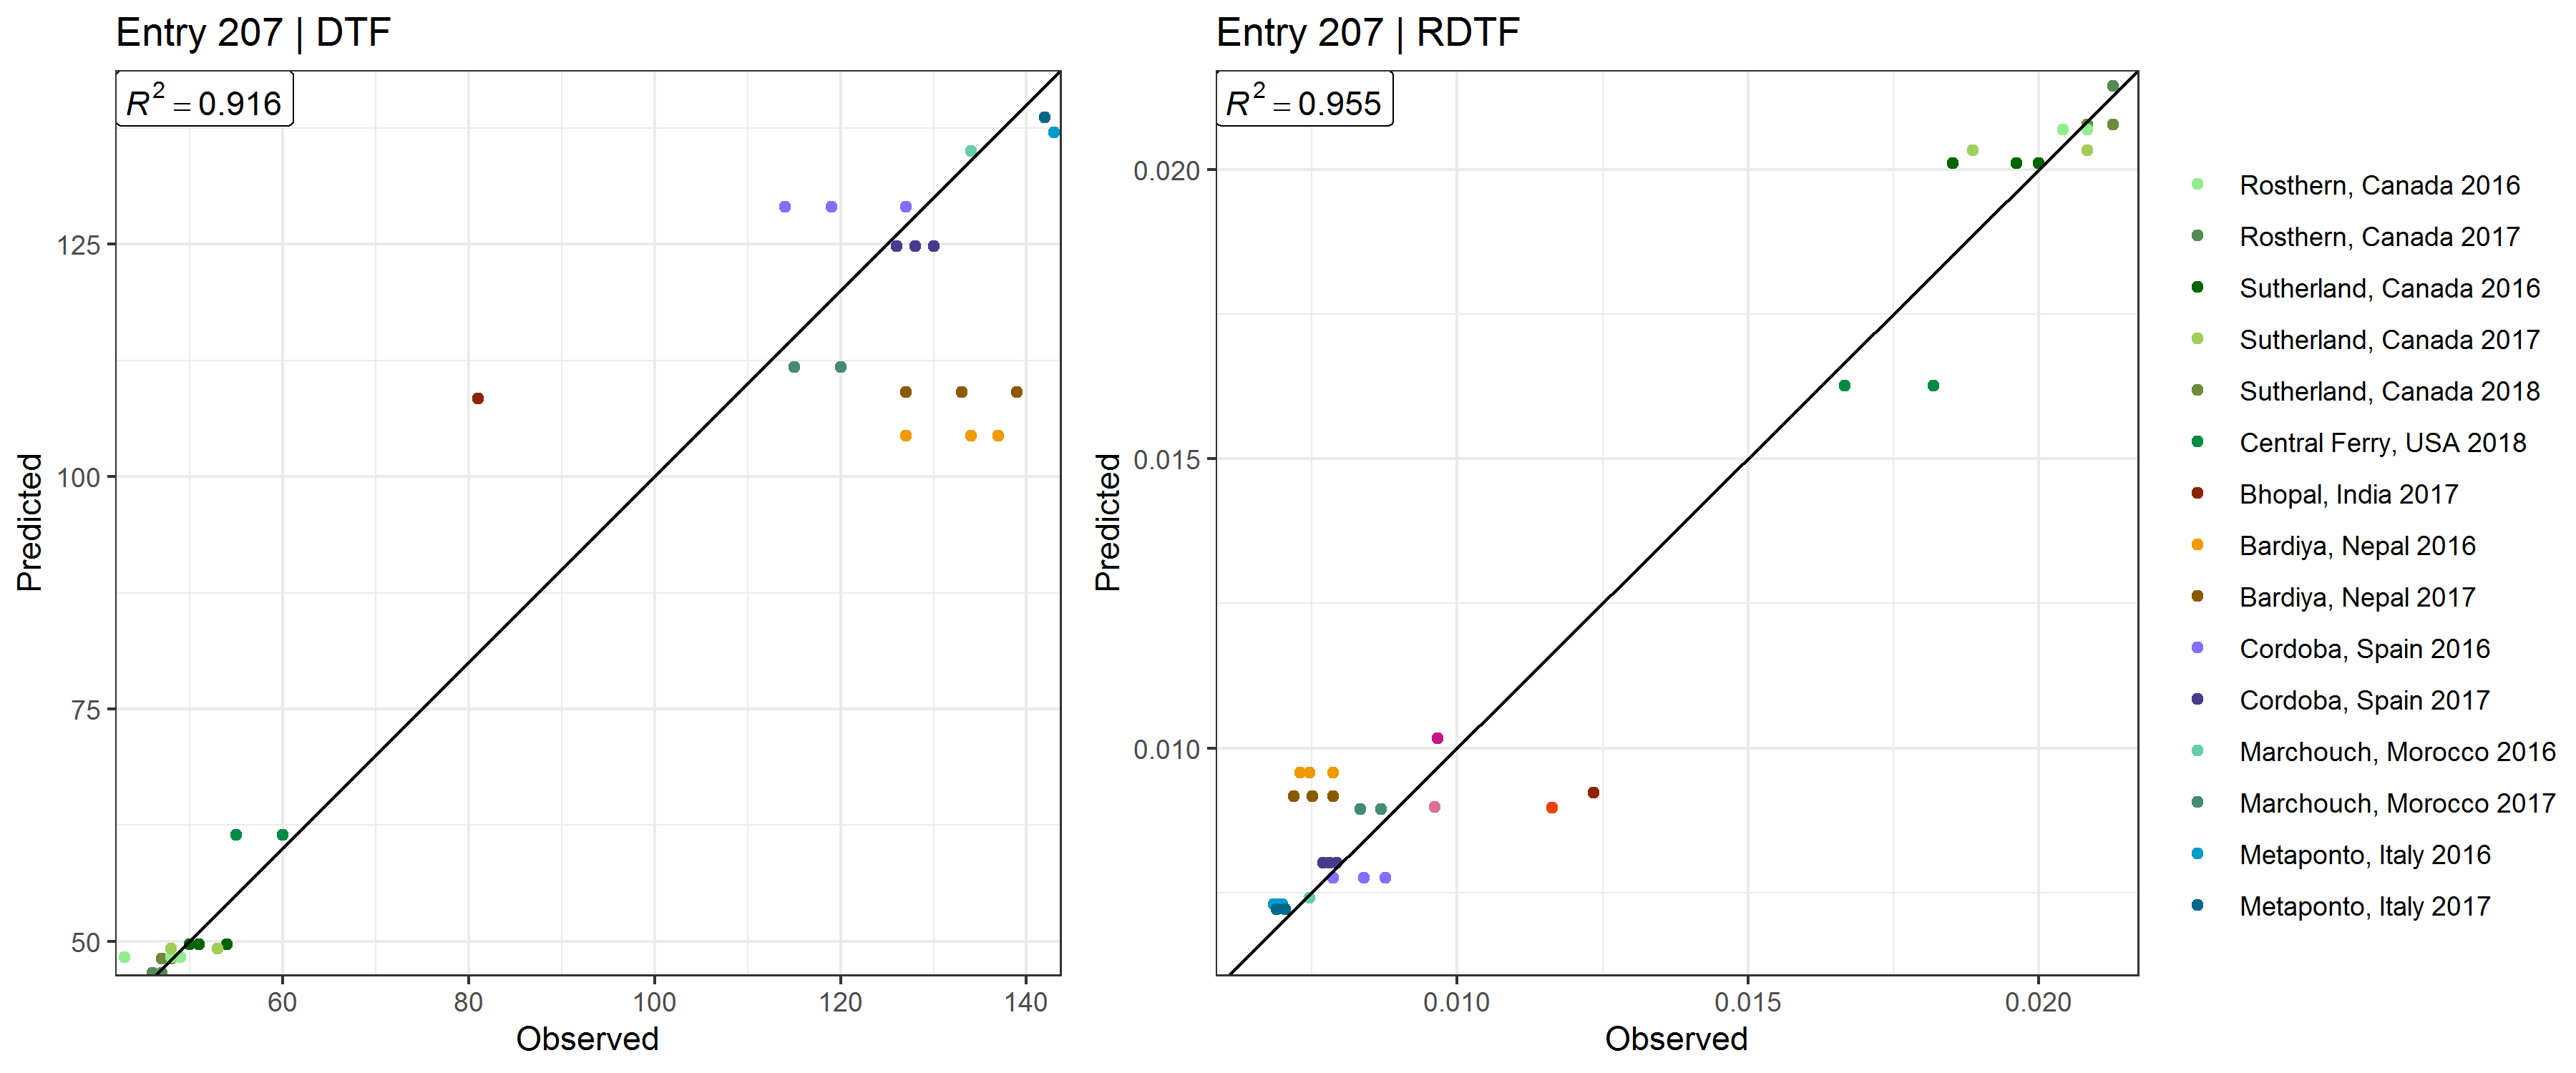 Entry 207 | DTF
R² = 0.916
125
100
75
50
60 80 100 120 140
Observed
Predicted
Entry 207 | RDTF
R² = 0.955
0.020
0.015
0.010
0.010 0.015 0.020
Observed
Predicted
Rosthern, Canada 2016
Rosthern, Canada 2017
Sutherland, Canada 2016
Sutherland, Canada 2017
Sutherland, Canada 2018
Central Ferry, USA 2018
Bhopal, India 2017
Bardiya, Nepal 2016
Bardiya, Nepal 2017
Cordoba, Spain 2016
Cordoba, Spain 2017
Marchouch, Morocco 2016
Marchouch, Morocco 2017
Metaponto, Italy 2016
Metaponto, Italy 2017